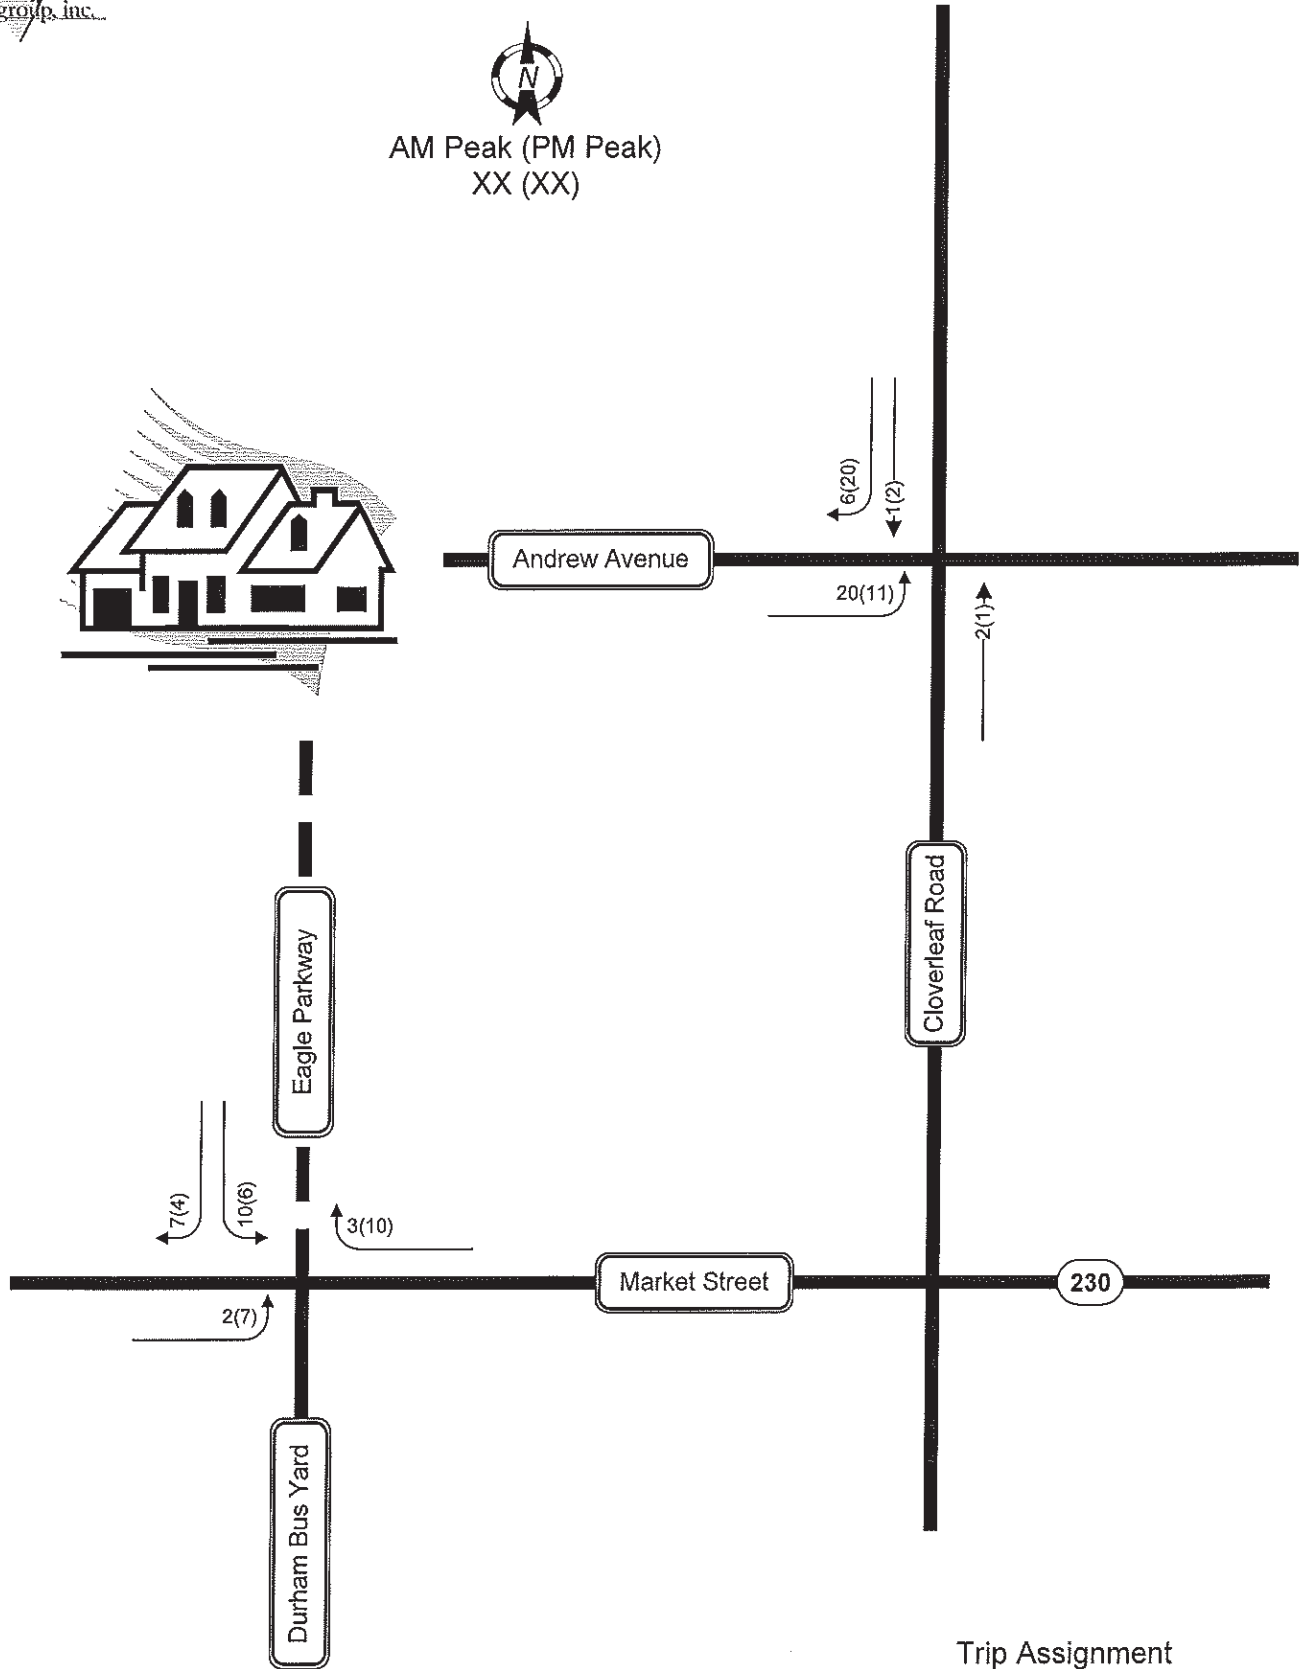 group, inc.
N
AM Peak (PM Peak)
XX (XX)
6(20)
1(2)
Andrew Avenue
20(11)
2(1)
Cloverleaf Road
Eagle Parkway
7(4)
10(6)
3(10)
Market Street
230
2(7)
Durham Bus Yard
Trip Assignment